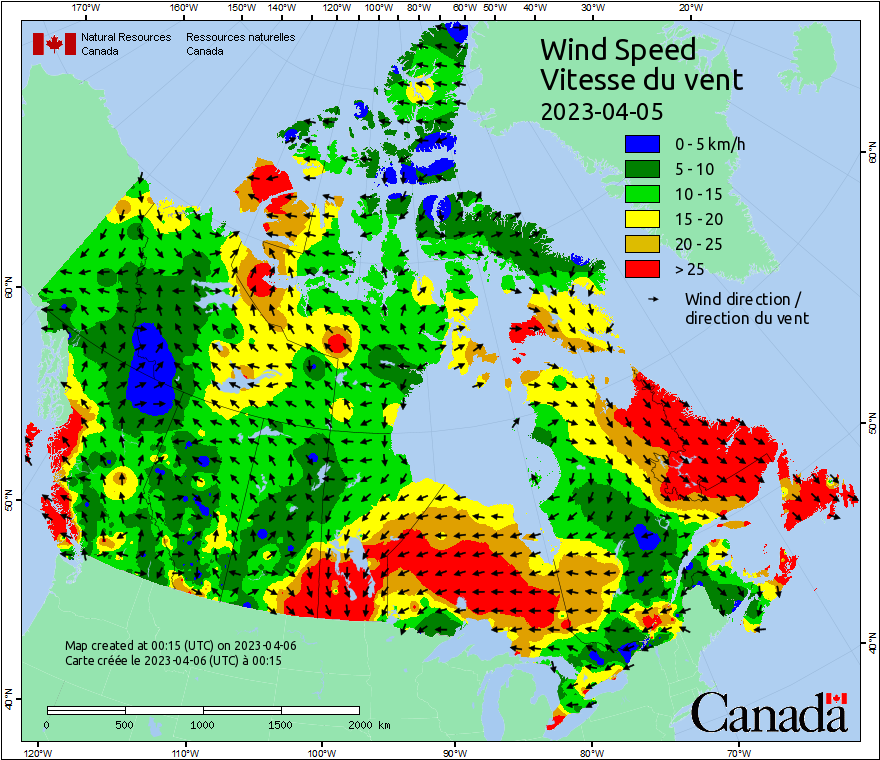 170°W 160°W 150°W 140°W 120°W 100°W 80°W 60°W 50°W 40°W 30°W 20°W
Natural Resources Ressources naturelles
Canada Canada
Wind Speed
Vitesse du vent
2023-04-05
0 - 5 km/h
5 - 10
10 - 15
15 - 20
20 - 25
> 25
Wind direction /
direction du vent
60°N
60°N
50°N
50°N
40°N
40°N
Map created at 00:15 (UTC) on 2023-04-06
Carte créée le 2023-04-06 (UTC) à 00:15
0 500 1000 1500 2000 km
Canada
120°W 110°W 100°W 90°W 80°W 70°W